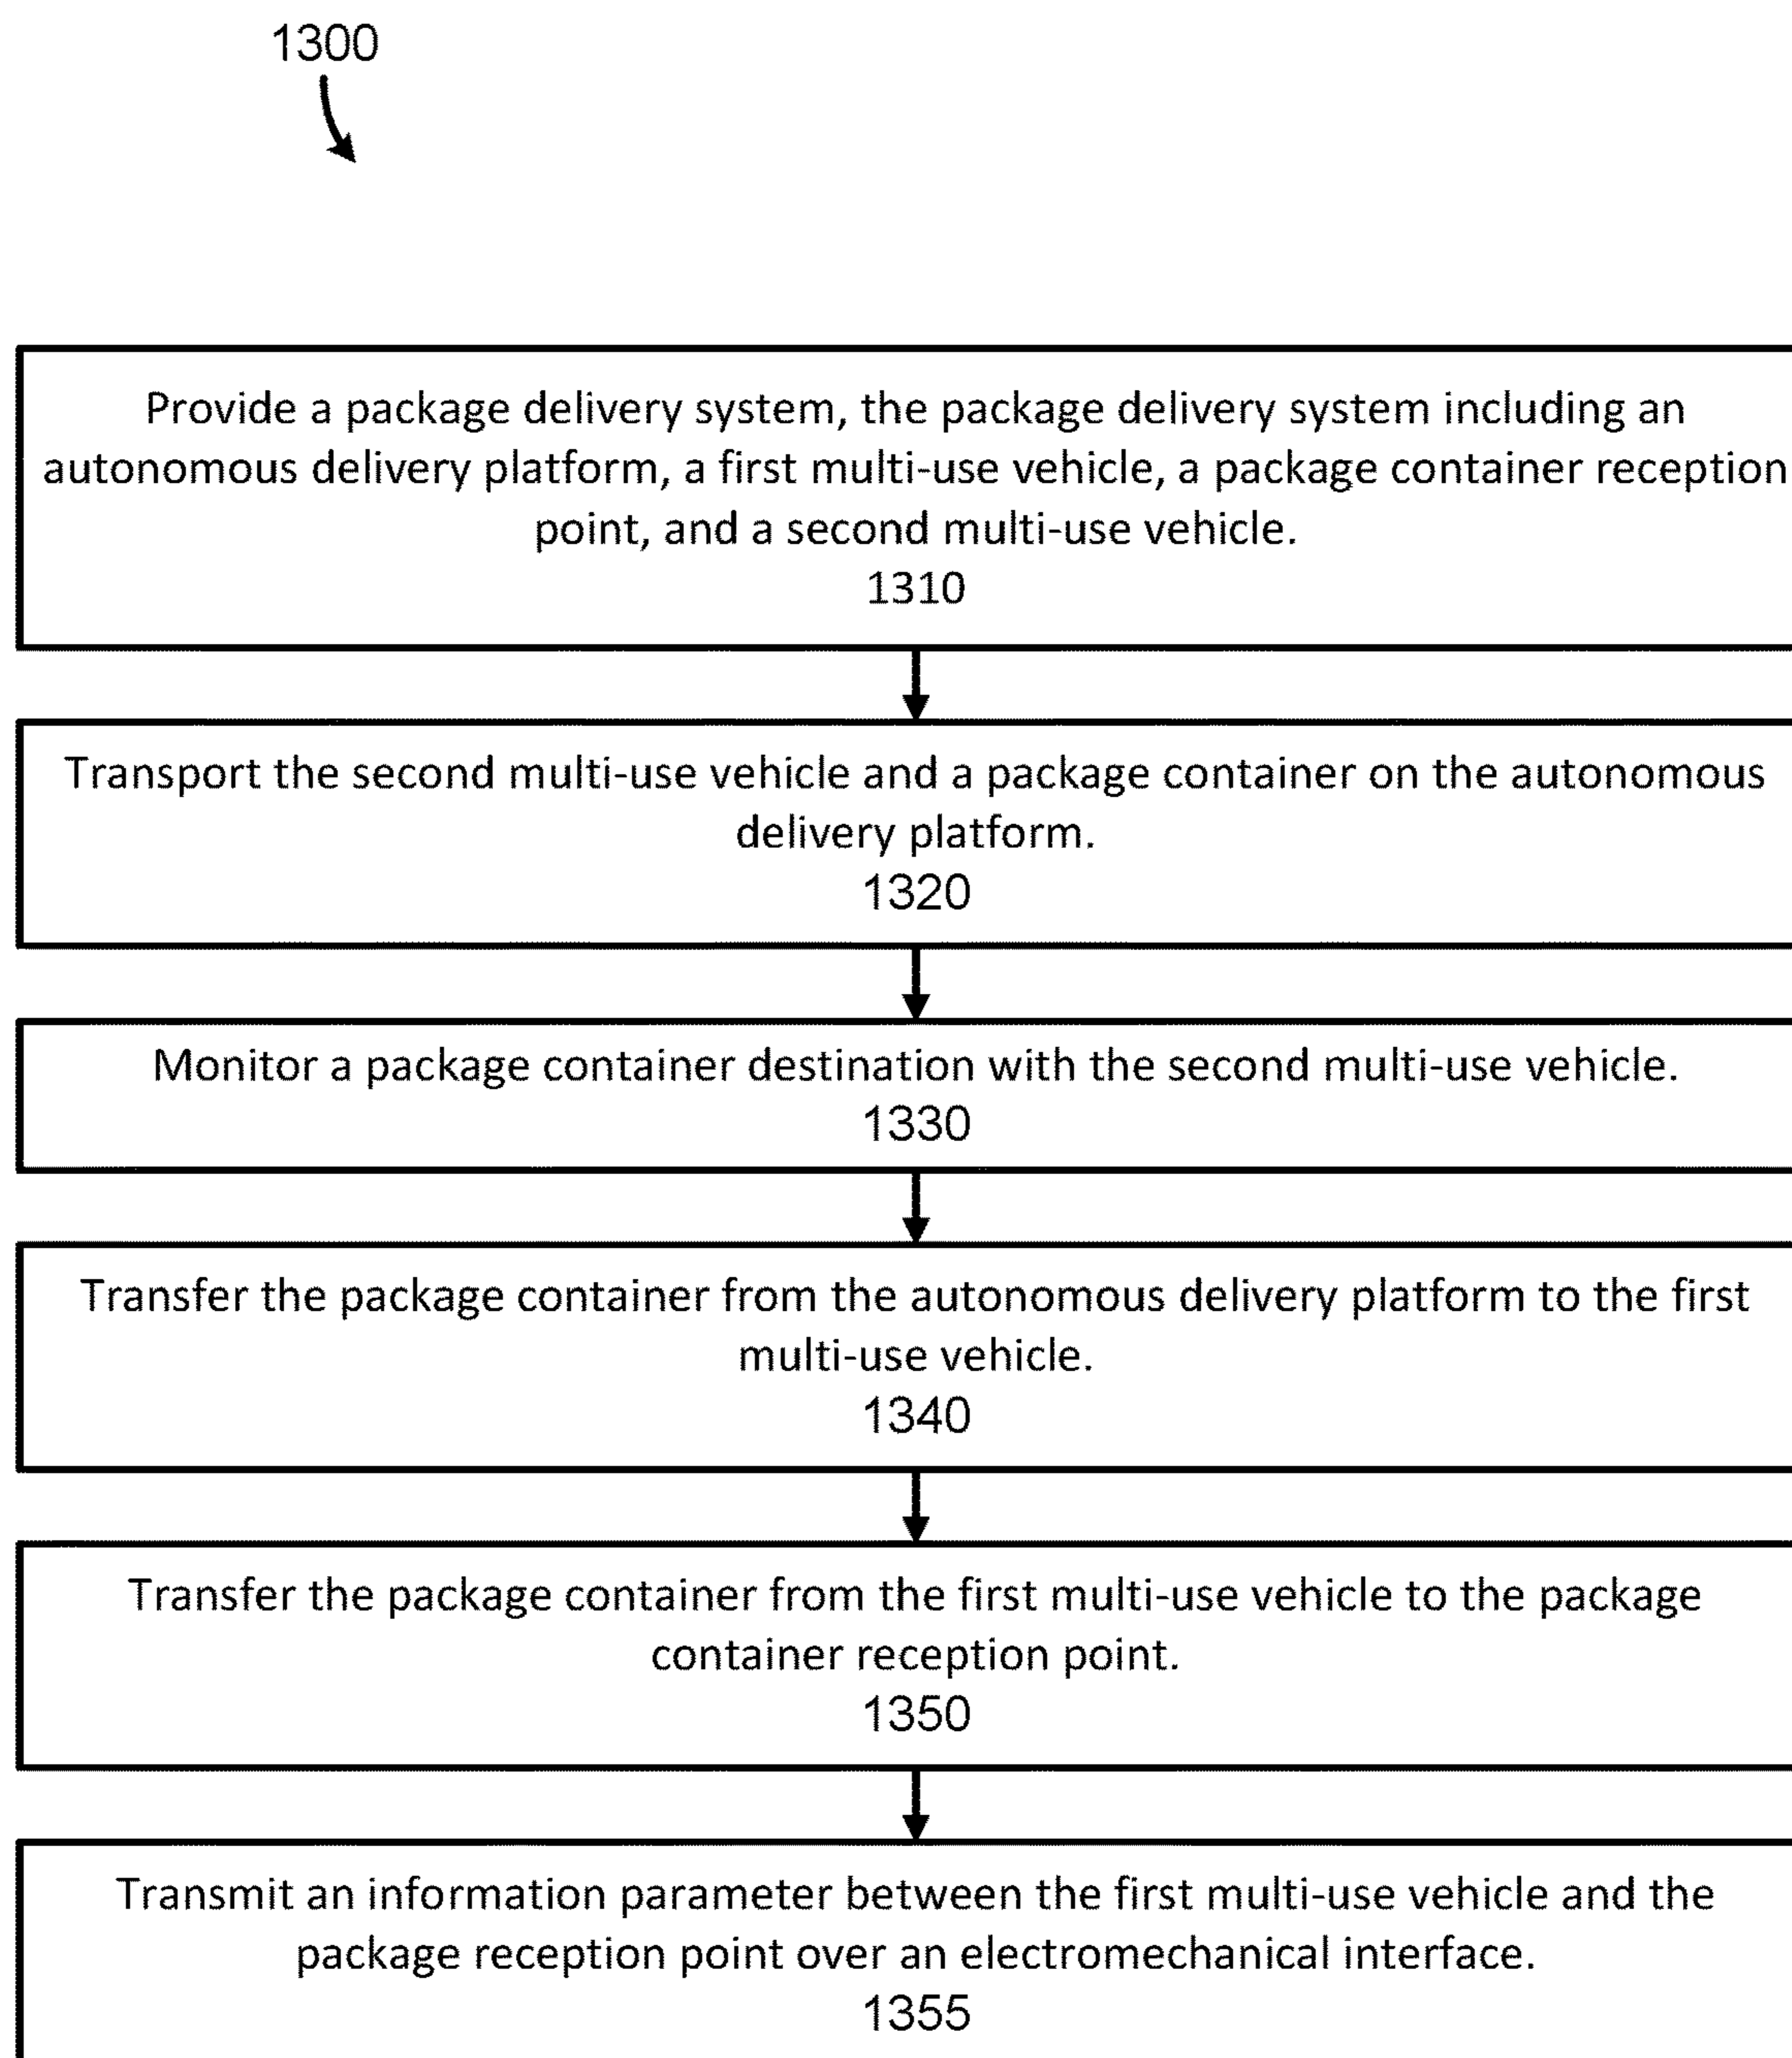 1300
Provide a package delivery system, the package delivery system including an
autonomous delivery platform, a first multi-use vehicle, a package container reception
point, and a second multi-use vehicle.
1310
Transport the second multi-use vehicle and a package container on the autonomous
delivery platform.
1320
Monitor a package container destination with the second multi-use vehicle.
1330
Transfer the package container from the autonomous delivery platform to the first
multi-use vehicle.
1340
Transfer the package container from the first multi-use vehicle to the package
container reception point.
1350
Transmit an information parameter between the first multi-use vehicle and the
package reception point over an electromechanical interface.
1355